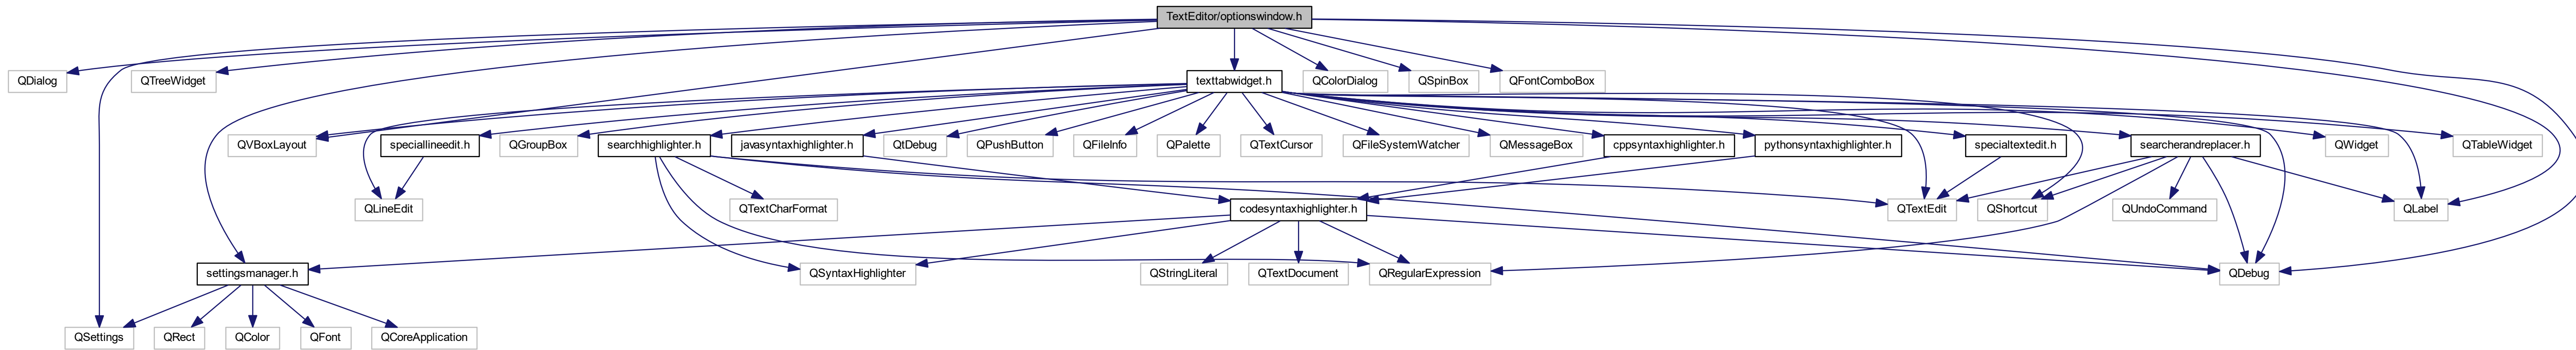 TextEditor/optionswindow.h
QDialog
QTreeWidget
texttabwidget.h
QColorDialog
QSpinBox
QFontComboBox
QVBoxLayout
speciallineedit.h
QGroupBox
searchhighlighter.h
javasyntaxhighlighter.h
QtDebug
QPushButton
QFileInfo
QPalette
QTextCursor
QFileSystemWatcher
QMessageBox
cppsyntaxhighlighter.h
pythonsyntaxhighlighter.h
specialtextedit.h
searcherandreplacer.h
QWidget
QTableWidget
QLineEdit
QTextCharFormat
codesyntaxhighlighter.h
QTextEdit
QShortcut
QUndoCommand
QLabel
settingsmanager.h
QSyntaxHighlighter
QStringLiteral
QTextDocument
QRegularExpression
QDebug
QSettings
QRect
QColor
QFont
QCoreApplication